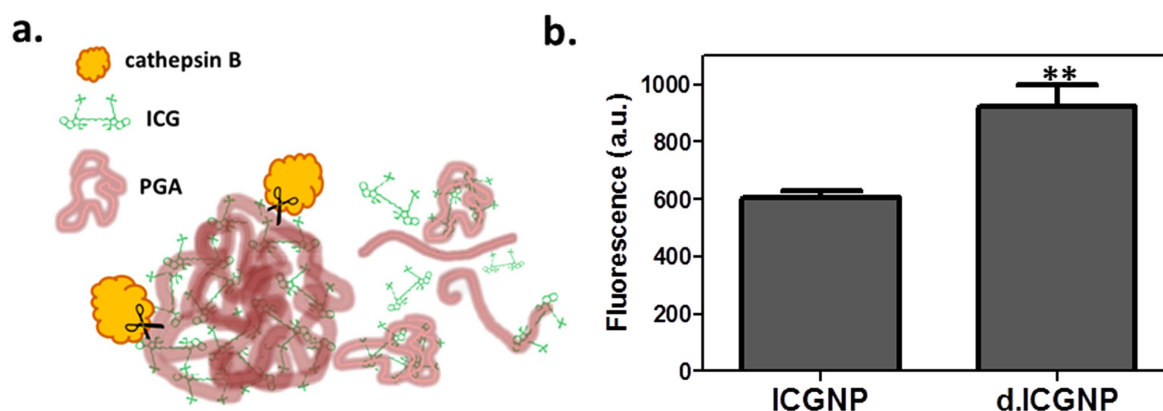 a.
cathepsin B
ICG
PGA
b.
Fluorescence (a.u.)
1000
800
600
400
200
0
**
ICGNP
d.ICGNP